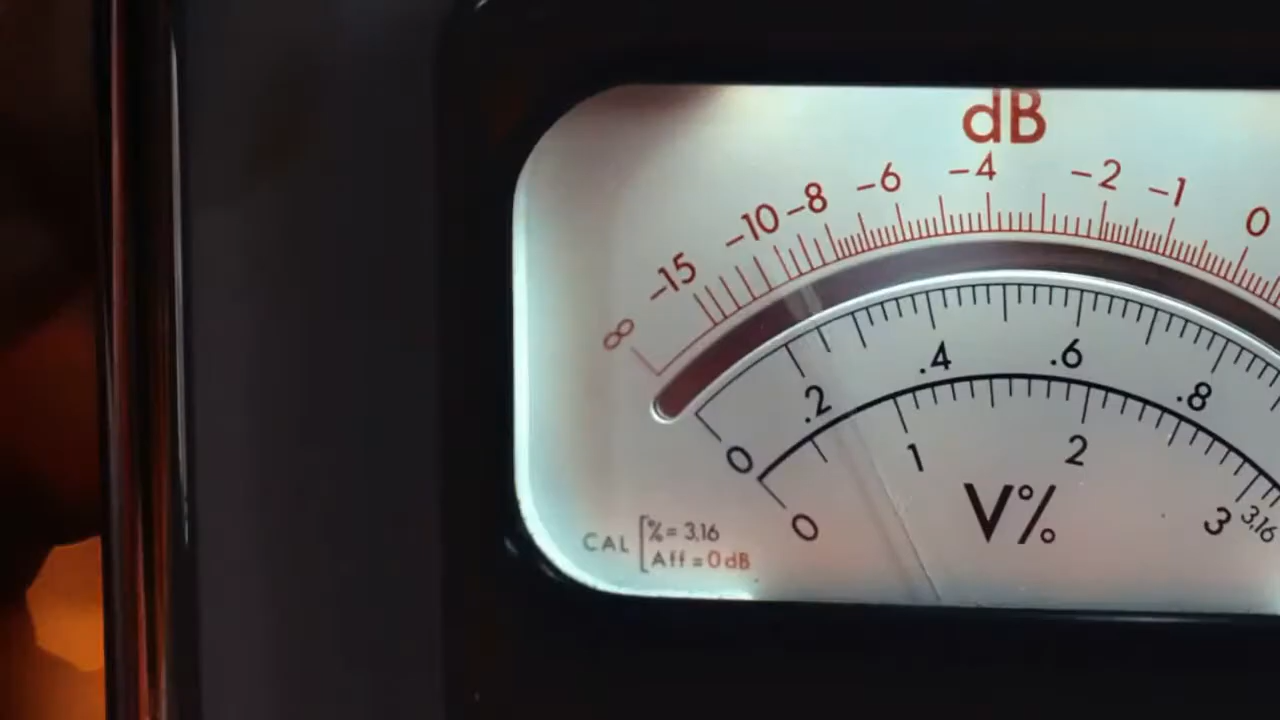 dB
∞ −15 −10 −8 −6 −4 −2 −1 0
0 .2 .4 .6 .8
0 1 2 3 3,16
V%
CAL [ % = 3,16
Aff = 0 dB